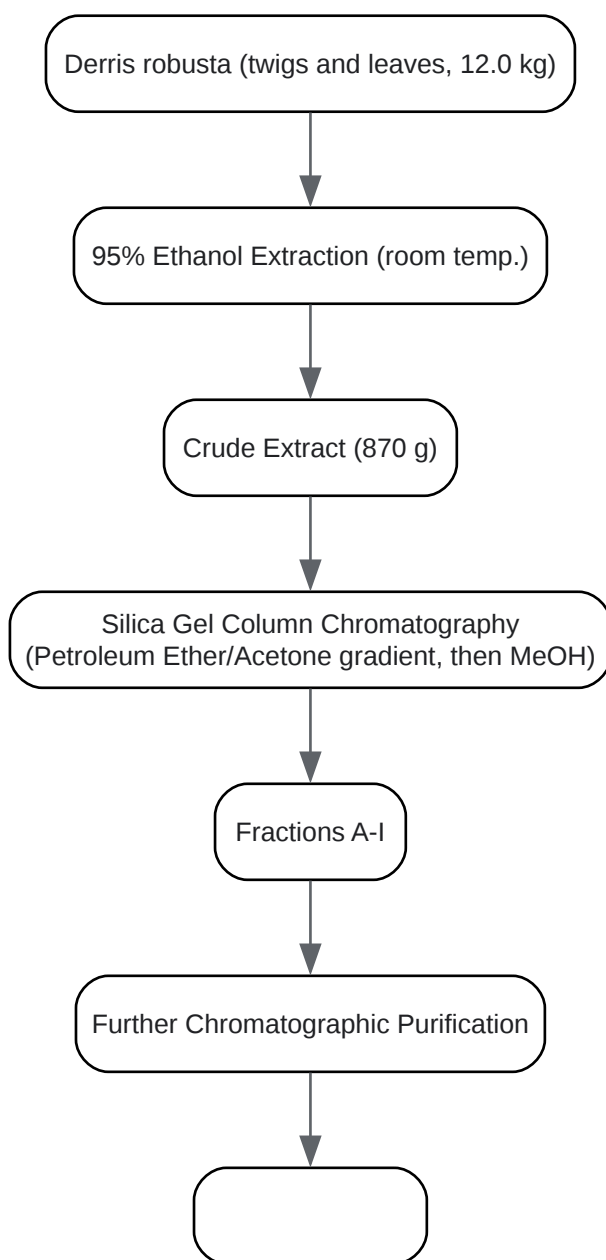 Derris robusta (twigs and leaves, 12.0 kg)
95% Ethanol Extraction (room temp.)
Crude Extract (870 g)
Silica Gel Column Chromatography
(Petroleum Ether/Acetone gradient, then MeOH)
Fractions A-I
Further Chromatographic Purification